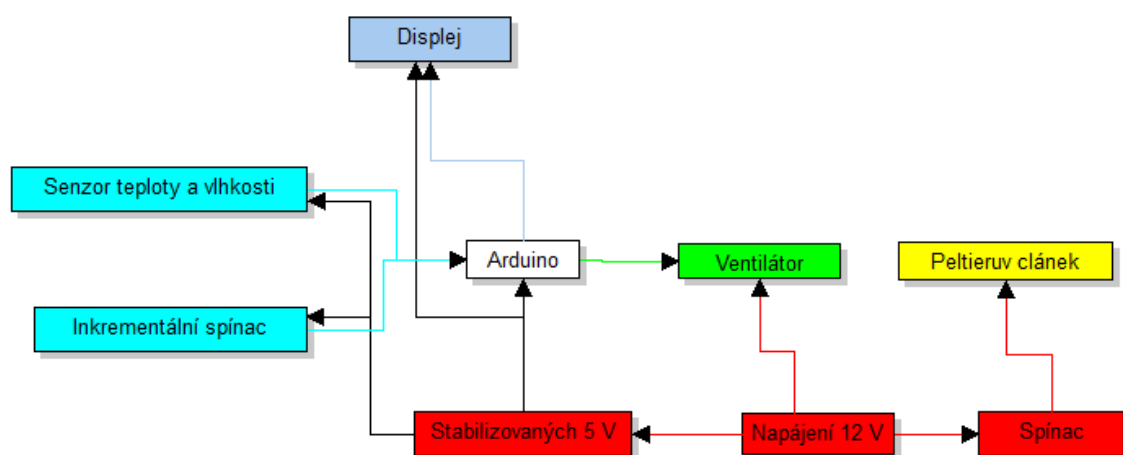 Displej
Senzor teploty a vlhkosti
Arduino
Ventilátor
Peltieruv clánek
Inkrementální spínac
Stabilizovaných 5 V
Napájení 12 V
Spínac